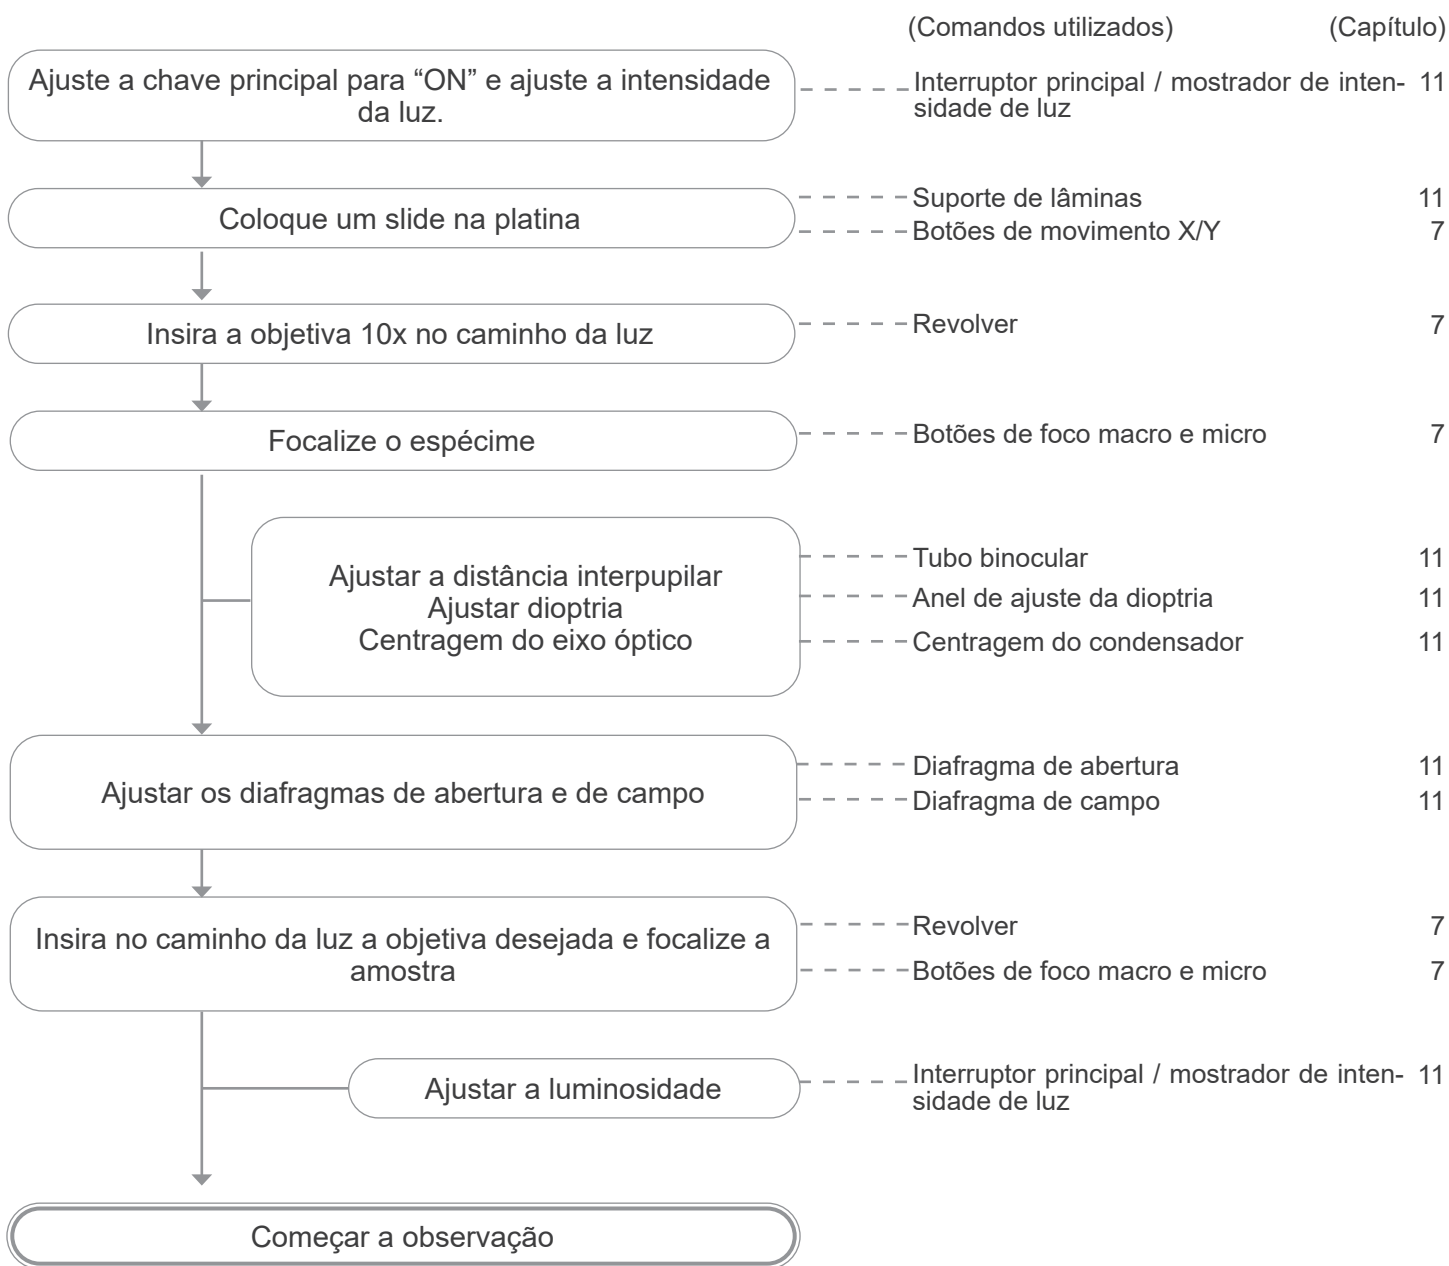 (Comandos utilizados) (Capítulo)
Ajuste a chave principal para “ON” e ajuste a intensidade
da luz.
Interruptor principal / mostrador de inten- 11
sidade de luz
Coloque um slide na platina
Suporte de lâminas 11
Botões de movimento X/Y 7
Insira a objetiva 10x no caminho da luz
Revolver 7
Focalize o espécime
Botões de foco macro e micro 7
Ajustar a distância interpupilar
Ajustar dioptria
Centragem do eixo óptico
Tubo binocular 11
Anel de ajuste da dioptria 11
Centragem do condensador 11
Ajustar os diafragmas de abertura e de campo
Diafragma de abertura 11
Diafragma de campo 11
Insira no caminho da luz a objetiva desejada e focalize a
amostra
Revolver 7
Botões de foco macro e micro 7
Ajustar a luminosidade
Interruptor principal / mostrador de inten- 11
sidade de luz
Começar a observação